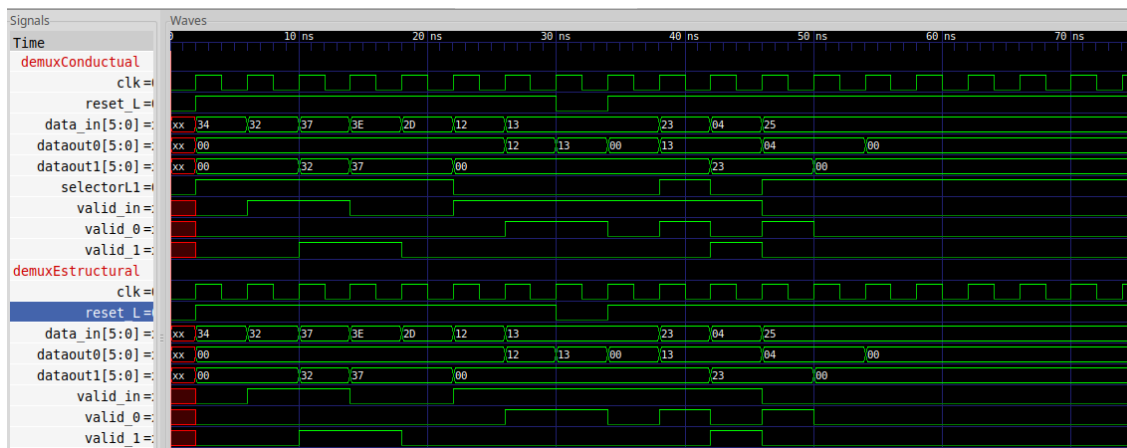 Signals Waves
Time 0 10 ns 20 ns 30 ns 40 ns 50 ns 60 ns 70 ns
demuxConductual
clk =
reset_L =
data_in[5:0] = xx 34 32 37 3E 2D 12 13 23 04 25
dataout0[5:0] = xx 00 12 13 00 13 04 00
dataout1[5:0] = xx 00 32 37 00 23 00
selectorL1 =
valid_in =
valid_0 =
valid_1 =
demuxEstructural
clk =
reset_L =
data_in[5:0] = xx 34 32 37 3E 2D 12 13 23 04 25
dataout0[5:0] = xx 00 12 13 00 13 04 00
dataout1[5:0] = xx 00 32 37 00 23 00
valid_in =
valid_0 =
valid_1 =